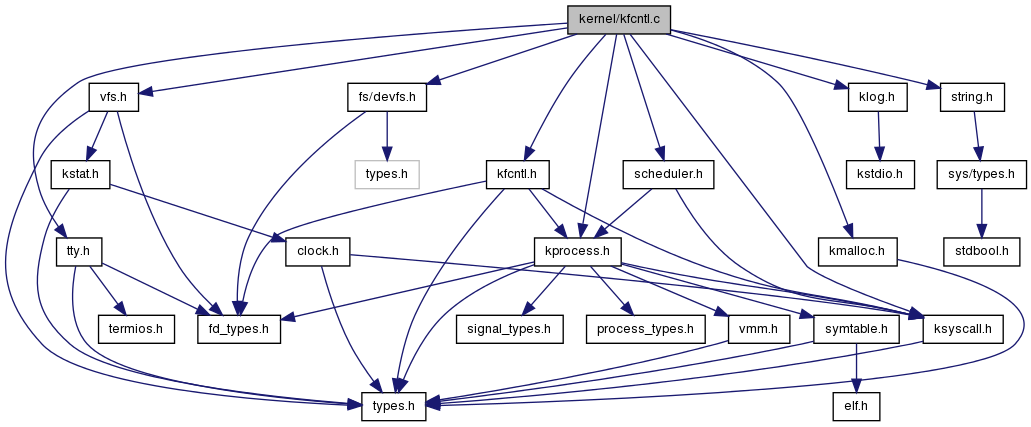 kernel/kfcntl.c
vfs.h
fs/devfs.h
klog.h
string.h
kstat.h
types.h
kfcntl.h
scheduler.h
kstdio.h
sys/types.h
tty.h
clock.h
kprocess.h
kmalloc.h
stdbool.h
termios.h
fd_types.h
signal_types.h
process_types.h
vmm.h
symtable.h
ksyscall.h
types.h
elf.h